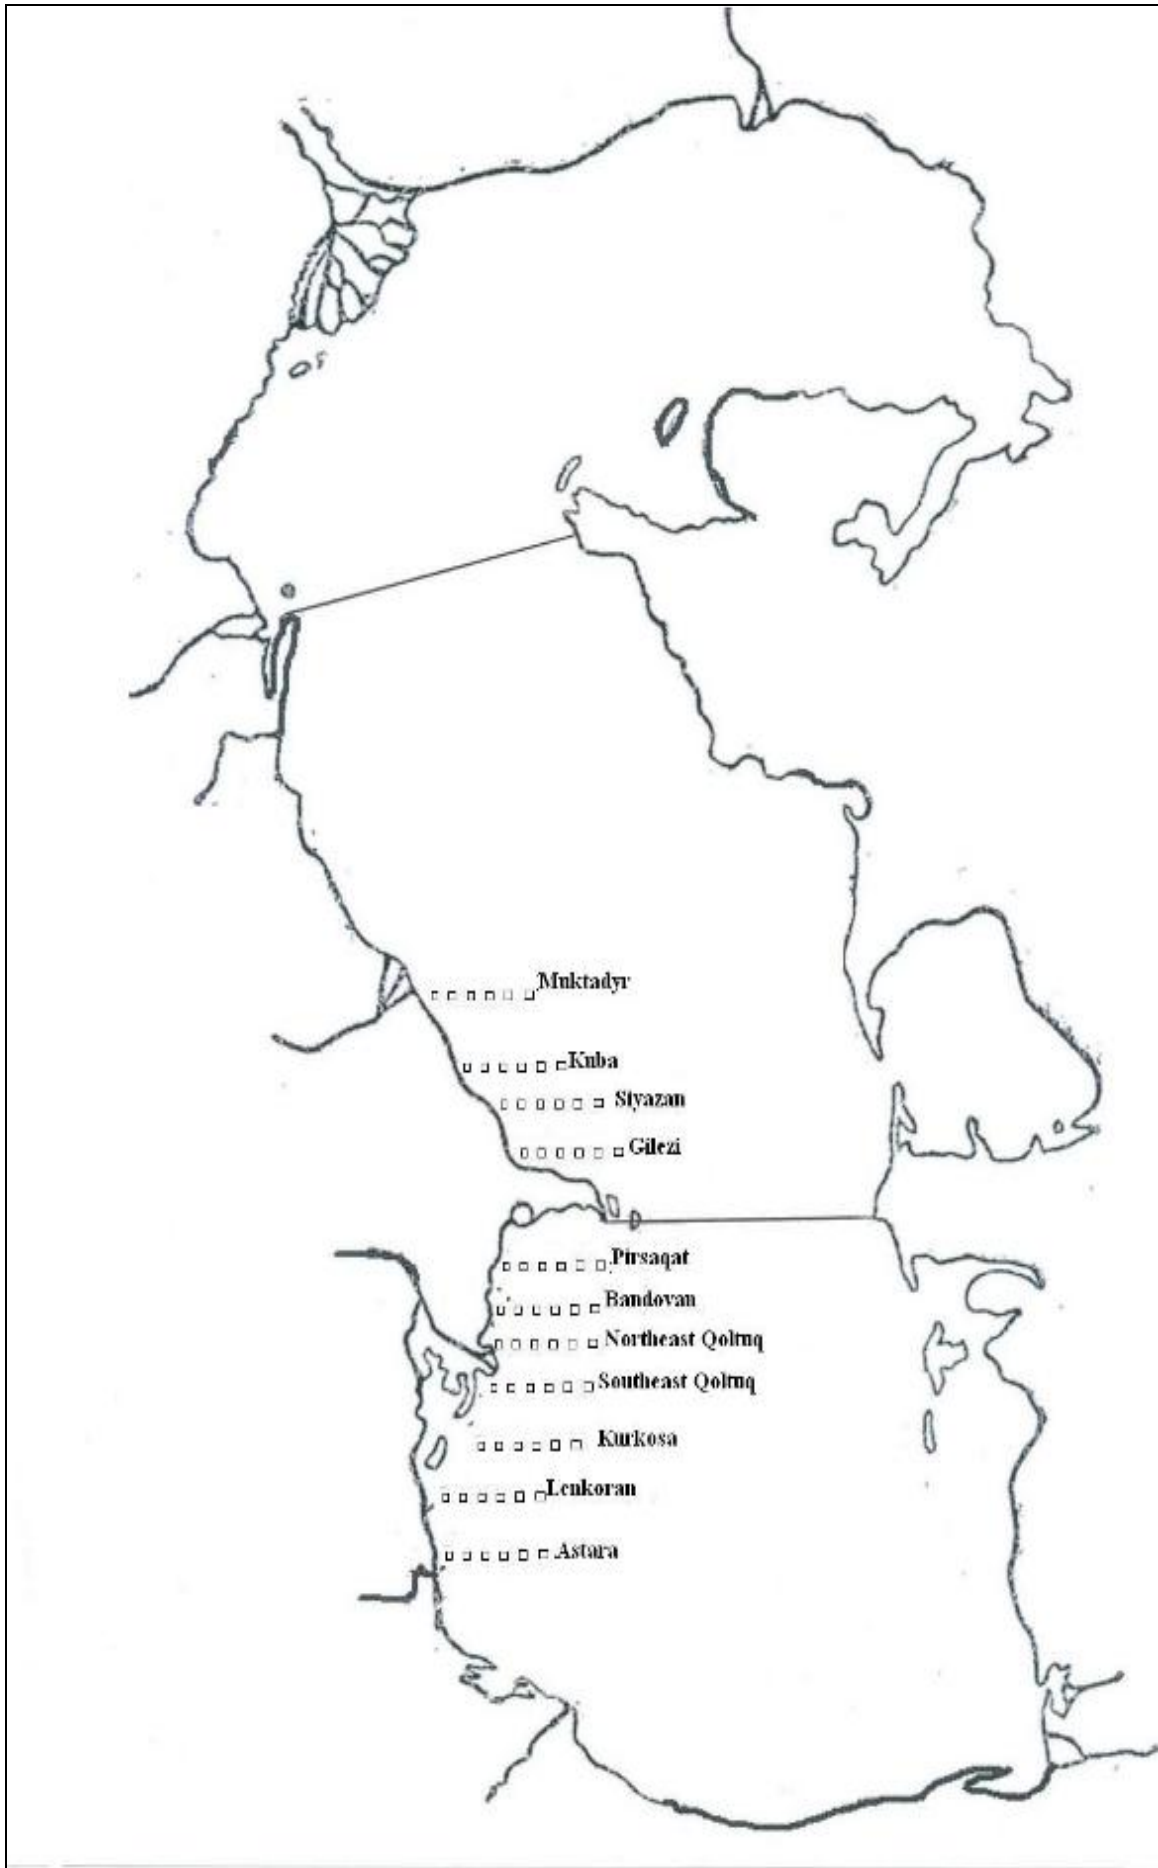 Muktadyr
Kuba
Siyazan
Gilezi
Pirsaqat
Bandovan
Northeast Qoltuq
Southeast Qoltuq
Kurkosa
Lenkoran
Astara